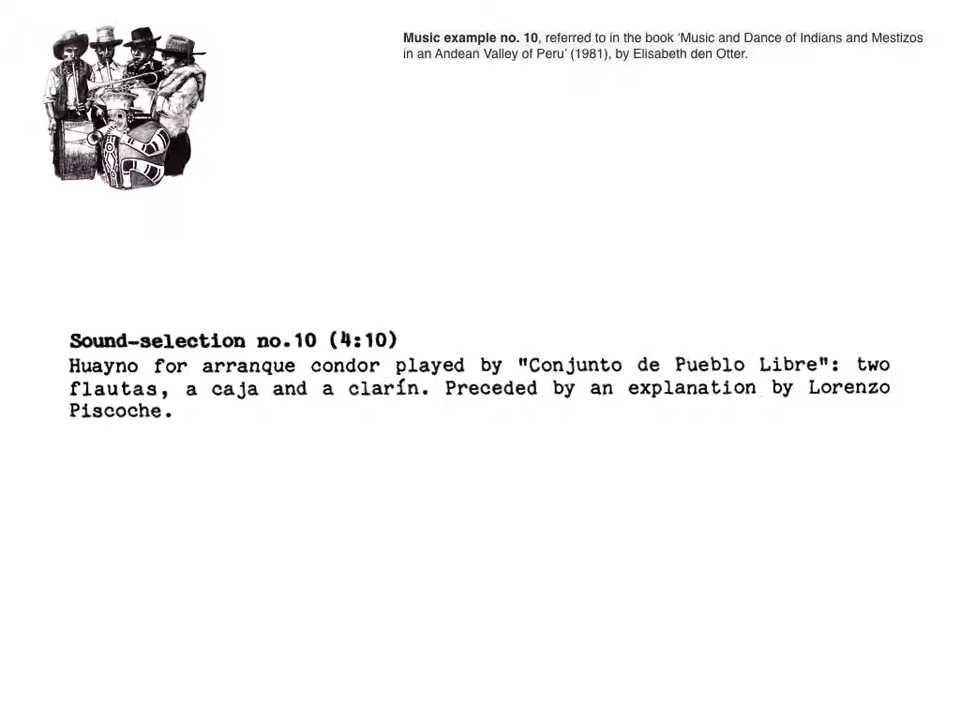 Music example no. 10, referred to in the book ‘Music and Dance of Indians and Mestizos
in an Andean Valley of Peru’ (1981), by Elisabeth den Otter.
Sound-selection no.10 (4:10)
Huayno for arranque condor played by "Conjunto de Pueblo Libre": two
flautas, a caja and a clarín. Preceded by an explanation by Lorenzo
Piscoche.